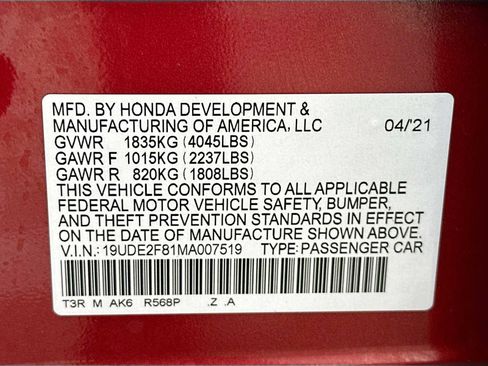 MFD. BY HONDA DEVELOPMENT &
MANUFACTURING OF AMERICA, LLC 04/'21
GVWR 1835KG (4045LBS)
GAWR F 1015KG (2237LBS)
GAWR R 820KG (1808LBS)
THIS VEHICLE CONFORMS TO ALL APPLICABLE
FEDERAL MOTOR VEHICLE SAFETY, BUMPER,
AND THEFT PREVENTION STANDARDS IN EFFECT
ON THE DATE OF MANUFACTURE SHOWN ABOVE.
V.I.N.: 19UDE2F81MA007519 TYPE: PASSENGER CAR
T3R M AK6 R568P .Z .A